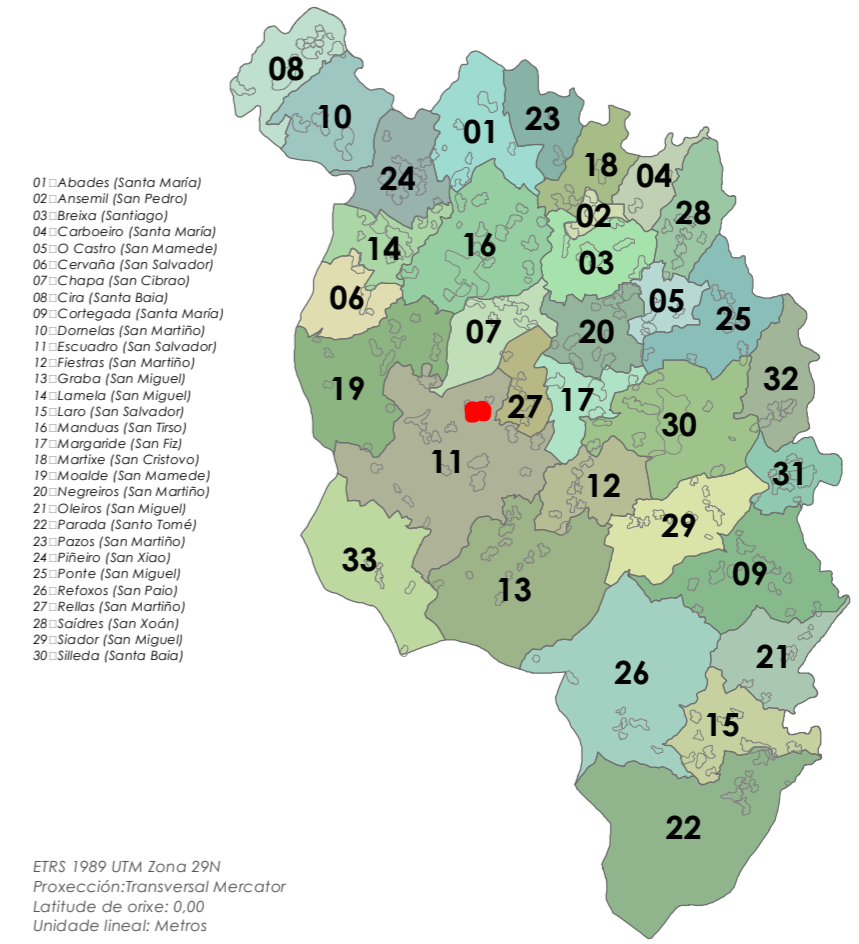 08
10
01
23
18
04
24
01□Abades (Santa María)
02□Ansemil (San Pedro)
03□Breixa (Santiago)
04□Carboeiro (Santa María)
05□O Castro (San Mamede)
06□Cervaña (San Salvador)
07□Chapa (San Cibrao)
08□Cira (Santa Baia)
09□Cortegada (Santa María)
10□Dornelas (San Martiño)
11□Escuadro (San Salvador)
12□Fiestras (San Martiño)
13□Graba (San Miguel)
14□Lamela (San Miguel)
15□Laro (San Salvador)
16□Manduas (San Tirso)
17□Margaride (San Fiz)
18□Martixe (San Cristovo)
19□Moalde (San Mamede)
20□Negreiros (San Martiño)
21□Oleiros (San Miguel)
22□Parada (Santo Tomé)
23□Pazos (San Martiño)
24□Piñeiro (San Xiao)
25□Ponte (San Miguel)
26□Refoxos (San Paio)
27□Rellas (San Martiño)
28□Saídres (San Xoán)
29□Siador (San Miguel)
30□Silleda (Santa Baia)
02
28
14
16
03
06
05
07
20
25
19
27
17
32
30
11
12
31
33
29
13
09
26
21
15
22
ETRS 1989 UTM Zona 29N
Proxección:Transversal Mercator
Latitude de orixe: 0,00
Unidade lineal: Metros